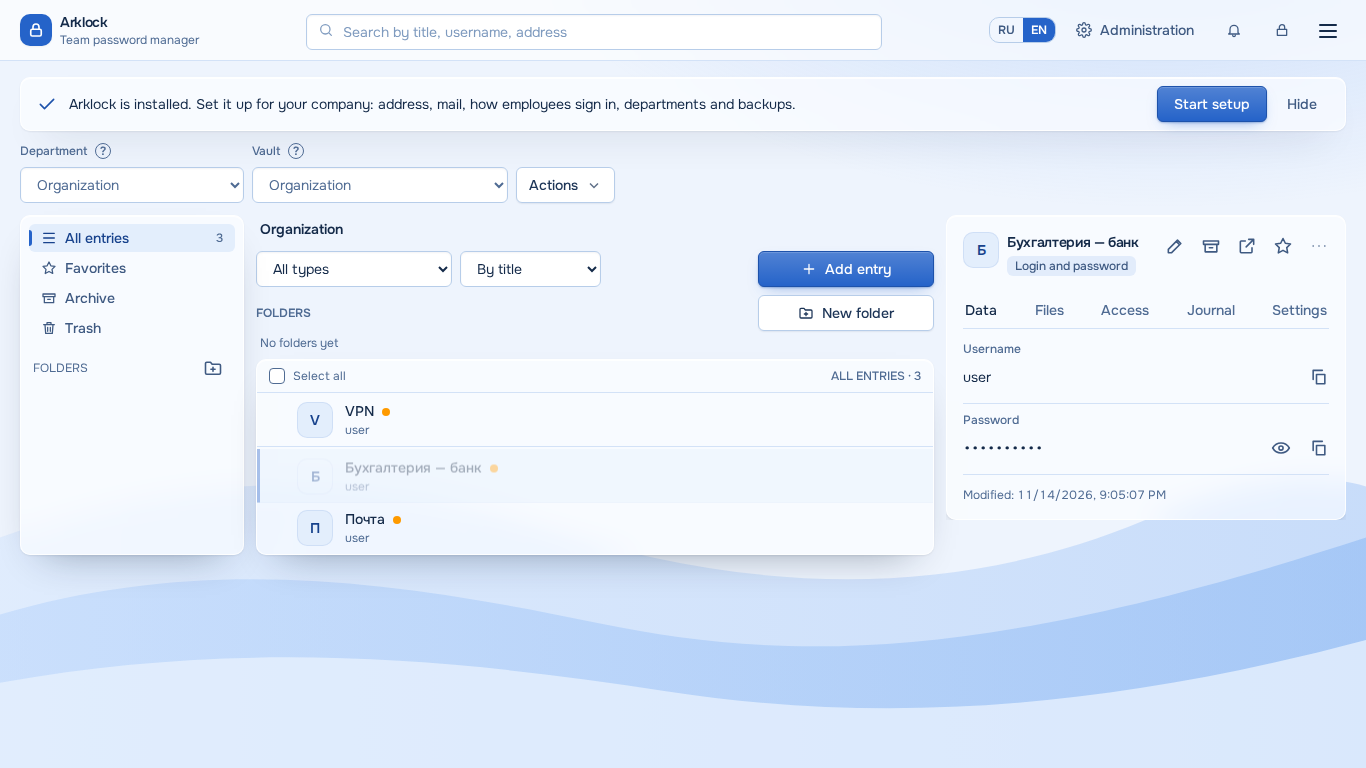 Arklock
Team password manager
Search by title, username, address
RU EN
Administration
Arklock is installed. Set it up for your company: address, mail, how employees sign in, departments and backups.
Start setup
Hide
Department ?
Vault ?
Organization
Organization
Actions
All entries 3
Favorites
Archive
Trash
FOLDERS
Organization
All types
By title
Add entry
FOLDERS
New folder
No folders yet
Select all
ALL ENTRIES · 3
V
VPN
user
Б
Бухгалтерия — банк
user
П
Почта
user
Б
Бухгалтерия — банк
Login and password
Data Files Access Journal Settings
Username
user
Password
••••••••••
Modified: 11/14/2026, 9:05:07 PM